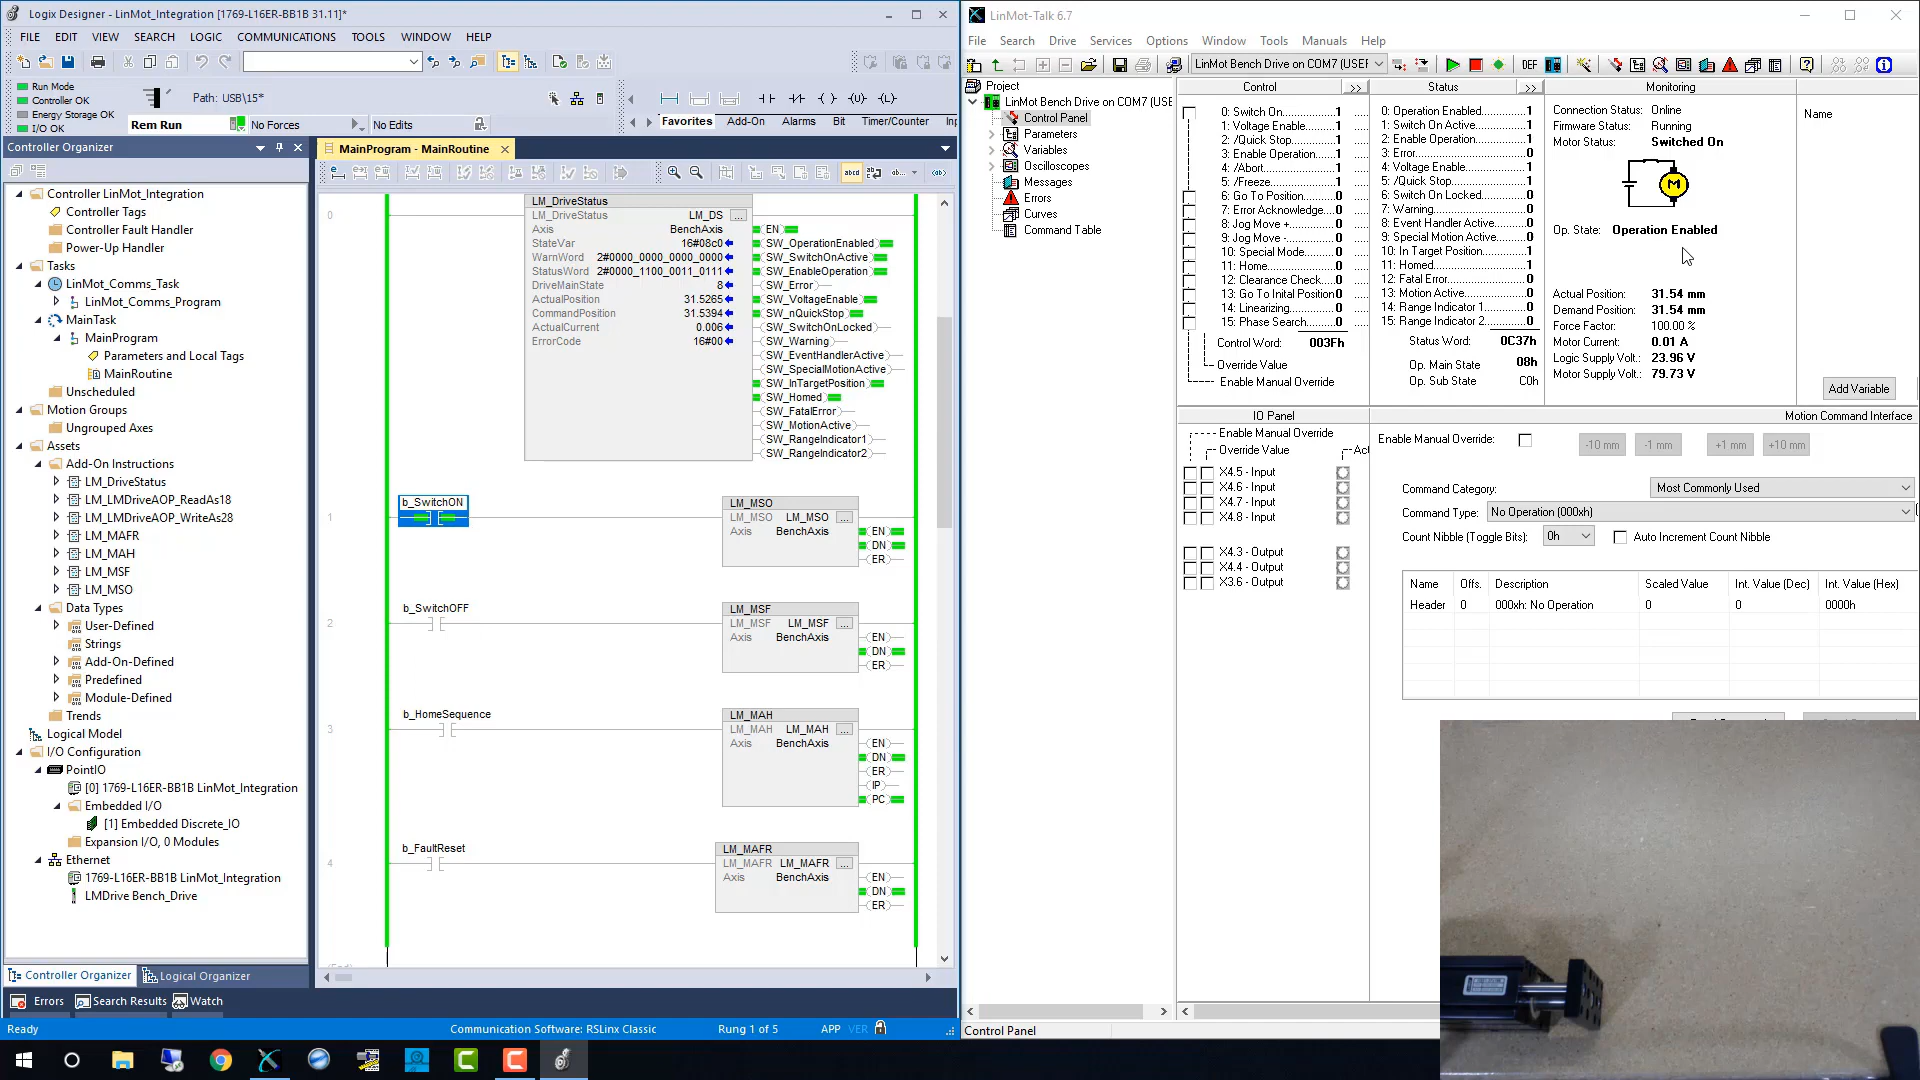 Logix Designer - LinMot_Integration [1769-L16ER-BB1B 31.11]*
FILE EDIT VIEW SEARCH LOGIC COMMUNICATIONS TOOLS WINDOW HELP
Run Mode
Controller OK
Energy Storage OK
I/O OK
Path: USB\15*
Rem Run
No Forces
No Edits
Favorites Add-On Alarms Bit Timer/Counter
Controller Organizer
Controller LinMot_Integration
Controller Tags
Controller Fault Handler
Power-Up Handler
Tasks
LinMot_Comms_Task
LinMot_Comms_Program
MainTask
MainProgram
Parameters and Local Tags
MainRoutine
Unscheduled
Motion Groups
Ungrouped Axes
Assets
Add-On Instructions
LM_DriveStatus
LM_LMDriveAOP_ReadAs18
LM_LMDriveAOP_WriteAs28
LM_MAFR
LM_MAH
LM_MSF
LM_MSO
Data Types
User-Defined
Strings
Add-On-Defined
Predefined
Module-Defined
Trends
Logical Model
I/O Configuration
PointIO
[0] 1769-L16ER-BB1B LinMot_Integration
Embedded I/O
[1] Embedded Discrete_IO
Expansion I/O, 0 Modules
Ethernet
1769-L16ER-BB1B LinMot_Integration
LMDrive Bench_Drive
Controller Organizer
Logical Organizer
Errors
Search Results
Watch
Ready
Communication Software: RSLinx Classic
Rung 1 of 5
APP VER
MainProgram - MainRoutine
0
LM_DriveStatus
LM_DriveStatus LM_DS ...
Axis BenchAxis
StateVar 16#08c0
WarnWord 2#0000_0000_0000_0000
StatusWord 2#0000_1100_0011_0111
DriveMainState 8
ActualPosition 31.5265
CommandPosition 31.5394
ActualCurrent 0.006
ErrorCode 16#00
EN
SW_OperationEnabled
SW_SwitchOnActive
SW_EnableOperation
SW_Error
SW_VoltageEnable
SW_nQuickStop
SW_SwitchOnLocked
SW_Warning
SW_EventHandlerActive
SW_SpecialMotionActive
SW_InTargetPosition
SW_Homed
SW_FatalError
SW_MotionActive
SW_RangeIndicator1
SW_RangeIndicator2
1
b_SwitchON
LM_MSO
LM_MSO LM_MSO ...
Axis BenchAxis
EN
DN
ER
2
b_SwitchOFF
LM_MSF
LM_MSF LM_MSF ...
Axis BenchAxis
EN
DN
ER
3
b_HomeSequence
LM_MAH
LM_MAH LM_MAH ...
Axis BenchAxis
EN
DN
ER
IP
PC
4
b_FaultReset
LM_MAFR
LM_MAFR LM_MAFR ...
Axis BenchAxis
EN
DN
ER
LinMot-Talk 6.7
File Search Drive Services Options Window Tools Manuals Help
LinMot Bench Drive on COM7 (USEF
DEF
Project
LinMot Bench Drive on COM7 (USE
Control Panel
Parameters
Variables
Oscilloscopes
Messages
Errors
Curves
Command Table
Control Panel
Control >>
0: Switch On...1
1: Voltage Enable...1
2: /Quick Stop...1
3: Enable Operation...1
4: /Abort...1
5: /Freeze...1
6: Go To Position...0
7: Error Acknowledge...0
8: Jog Move +...0
9: Jog Move -...0
10: Special Mode...0
11: Home...0
12: Clearance Check...0
13: Go To Inital Position0
14: Linearizing...0
15: Phase Search...0
Control Word: 003Fh
Override Value
Enable Manual Override
Status >>
0: Operation Enabled...1
1: Switch On Active...1
2: Enable Operation...1
3: Error...0
4: Voltage Enable...1
5: /Quick Stop...1
6: Switch On Locked...0
7: Warning...0
8: Event Handler Active...0
9: Special Motion Active...0
10: In Target Position...1
11: Homed...1
12: Fatal Error...0
13: Motion Active...0
14: Range Indicator 1...0
15: Range Indicator 2...0
Status Word: 0C37h
Op. Main State 08h
Op. Sub State C0h
Monitoring
Connection Status: Online
Firmware Status: Running
Motor Status: Switched On
M
Op. State: Operation Enabled
Actual Position: 31.54 mm
Demand Position: 31.54 mm
Force Factor: 100.00 %
Motor Current: 0.01 A
Logic Supply Volt.: 23.96 V
Motor Supply Volt.: 79.73 V
Name
Add Variable
IO Panel
Enable Manual Override
Override Value
X4.5 - Input
X4.6 - Input
X4.7 - Input
X4.8 - Input
X4.3 - Output
X4.4 - Output
X3.6 - Output
Motion Command Interface
Enable Manual Override:
-10 mm -1 mm +1 mm +10 mm
Command Category: Most Commonly Used
Command Type: No Operation (000xh)
Count Nibble (Toggle Bits): 0h
Auto Increment Count Nibble
Name Offs. Description Scaled Value Int. Value (Dec) Int. Value (Hex)
Header 0 000xh: No Operation 0 0 0000h